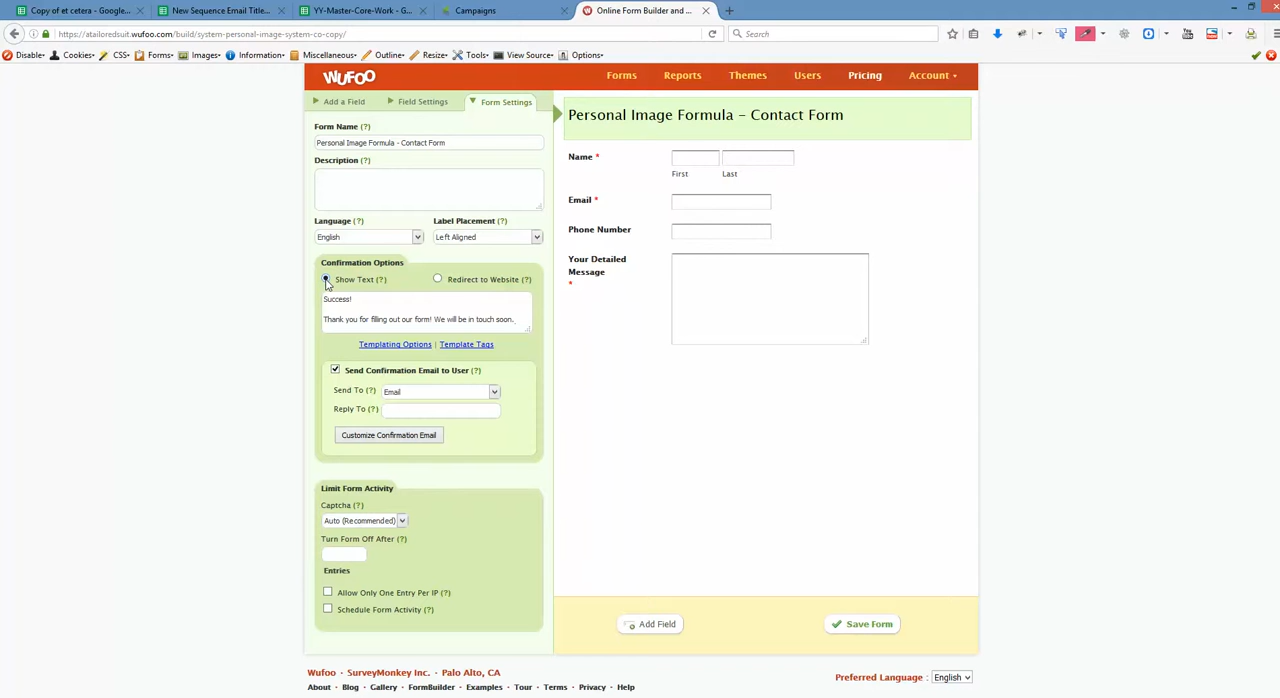 Copy of et cetera - Google...
New Sequence Email Title...
YY-Master-Core-Work - G...
Campaigns
Online Form Builder and ...
https://atailoredsuit.wufoo.com/build/system-personal-image-system-co-copy/
Search
Disable- Cookies- CSS- Forms- Images- Information- Miscellaneous- Outline- Resize- Tools- View Source- Options-
WUFOO
Forms Reports Themes Users Pricing Account
Add a Field Field Settings Form Settings
Form Name (?)
Personal Image Formula - Contact Form
Description (?)
Language (?) Label Placement (?)
English Left Aligned
Confirmation Options
Show Text (?) Redirect to Website (?)
Success!
Thank you for filling out our form! We will be in touch soon.
Templating Options | Template Tags
Send Confirmation Email to User (?)
Send To (?) Email
Reply To (?)
Customize Confirmation Email
Limit Form Activity
Captcha (?)
Auto (Recommended)
Turn Form Off After (?)
Entries
Allow Only One Entry Per IP (?)
Schedule Form Activity (?)
Personal Image Formula – Contact Form
Name *
First Last
Email *
Phone Number
Your Detailed
Message
*
Add Field Save Form
Wufoo · SurveyMonkey Inc. · Palo Alto, CA
About · Blog · Gallery · FormBuilder · Examples · Tour · Terms · Privacy · Help
Preferred Language : English